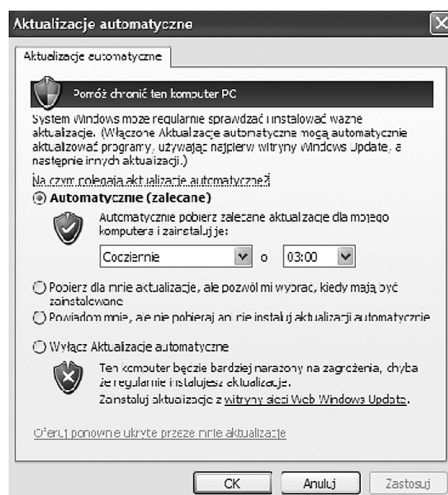 Aktualizacje automatyczne
Aktualizacje automatyczne
Pomóż chronić ten komputer PC
System Windows może regularnie sprawdzać i instalować ważne
aktualizacje. (Włączone Aktualizacje automatyczne mogą automatycznie
aktualizować programy, używając najpierw witryny Windows Update, a
następnie innych aktualizacji.)
Na czym polegają aktualizacje automatyczne?
Automatycznie (zalecane)
Automatycznie pobierz zalecane aktualizacje dla mojego
komputera i zainstaluj je:
Codziennie o 03:00
Pobierz dla mnie aktualizacje, ale pozwól mi wybrać, kiedy mają być
zainstalowane
Powiadom mnie, ale nie pobieraj ani nie instaluj aktualizacji automatycznie
Wyłącz Aktualizacje automatyczne
Ten komputer będzie bardziej narażony na zagrożenia, chyba
że regularnie instalujesz aktualizacje.
Zainstaluj aktualizacje z witryny sieci Web Windows Update.
Oferuj ponownie ukryte przeze mnie aktualizacje
OK Anuluj Zastosuj